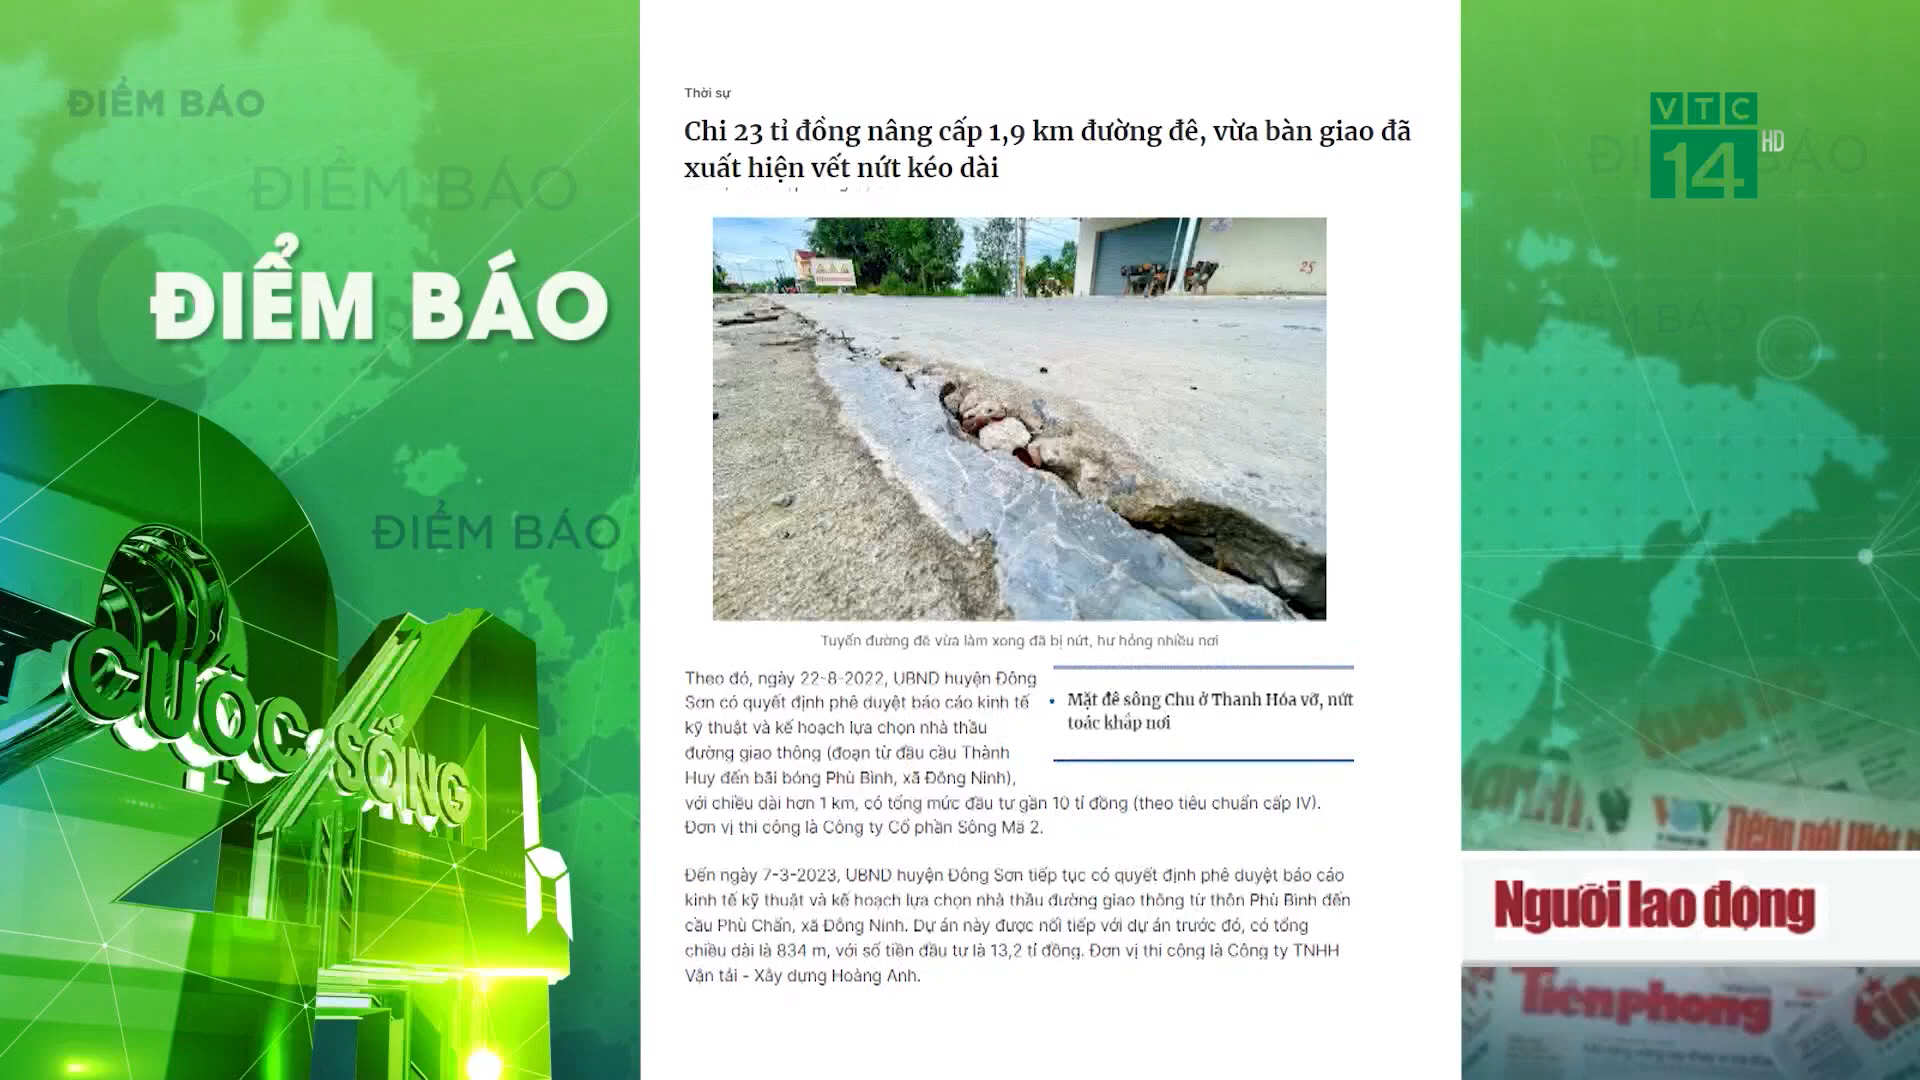 ĐIỂM BÁO
ĐIỂM BÁO
ĐIỂM BÁO
ĐIỂM BÁO
CUỘC SỐNG
24h
Thời sự
Chi 23 tỉ đồng nâng cấp 1,9 km đường đê, vừa bàn giao đã
xuất hiện vết nứt kéo dài
25
Tuyến đường đê vừa làm xong đã bị nứt, hư hỏng nhiều nơi
Theo đó, ngày 22-8-2022, UBND huyện Đông
Sơn có quyết định phê duyệt báo cáo kinh tế
kỹ thuật và kế hoạch lựa chọn nhà thầu
đường giao thông (đoạn từ đầu cầu Thành
Huy đến bãi bóng Phù Bình, xã Đông Ninh),
với chiều dài hơn 1 km, có tổng mức đầu tư gần 10 tỉ đồng (theo tiêu chuẩn cấp IV).
Đơn vị thi công là Công ty Cổ phần Sông Mã 2.
• Mặt đê sông Chu ở Thanh Hóa vỡ, nứt
toác khắp nơi
Đến ngày 7-3-2023, UBND huyện Đông Sơn tiếp tục có quyết định phê duyệt báo cáo
kinh tế kỹ thuật và kế hoạch lựa chọn nhà thầu đường giao thông từ thôn Phù Bình đến
cầu Phù Chẩn, xã Đông Ninh. Dự án này được nối tiếp với dự án trước đó, có tổng
chiều dài là 834 m, với số tiền đầu tư là 13,2 tỉ đồng. Đơn vị thi công là Công ty TNHH
Vận tải - Xây dựng Hoàng Anh.
VTC
14 HD
ĐIỂM BÁO
VOV
Tiếng nói Việt
Người lao động
Tiền phong